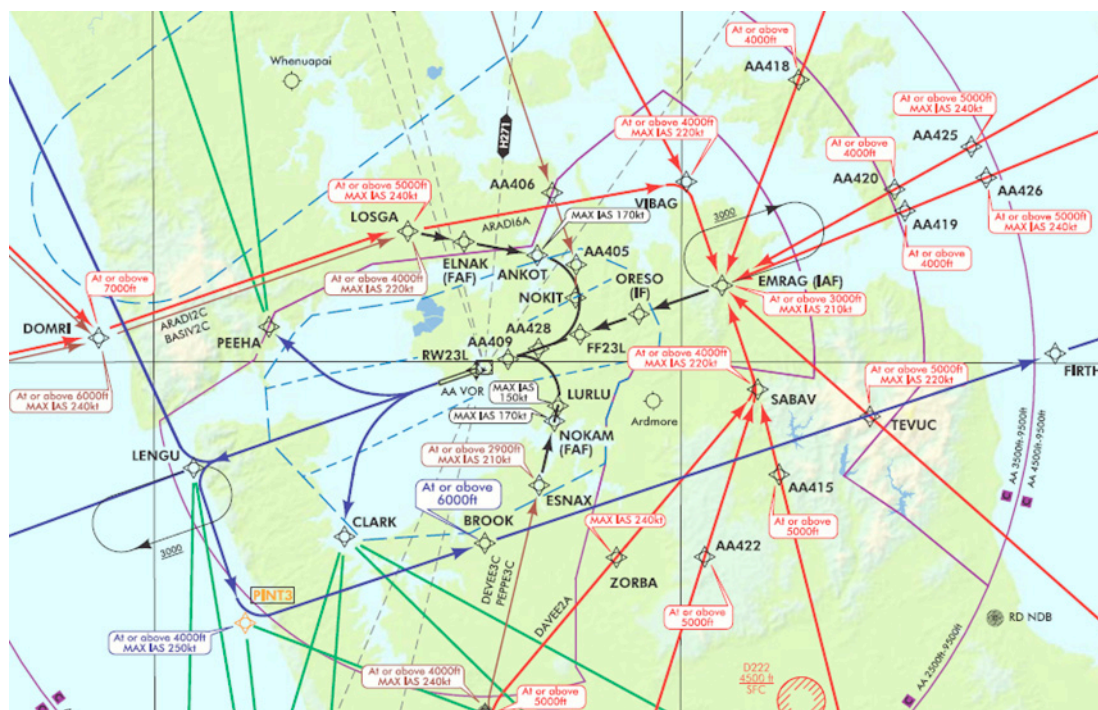 At or above
4000ft
AA418
Whenuapai
At or above 5000ft
MAX IAS 240kt
AA425
H271
At or above 4000ft
MAX IAS 220kt
At or above
4000ft
AA420
AA426
AA406
VIBAG
At or above 5000ft
MAX IAS 240kt
LOSGA
ARADI6A
MAX IAS 170kt
3000
AA419
At or above 5000ft
MAX IAS 240kt
At or above
4000ft
ELNAK
(FAF)
ANKOT
AA405
ORESO
(IF)
EMRAG (IAF)
At or above
7000ft
At or above 4000ft
MAX IAS 220kt
NOKIT
At or above 3000ft
MAX IAS 210kt
DOMRI
ARADI2C
BASIV2C
PEEHA
AA428
AA409
FF23L
RW23L
At or above 4000ft
MAX IAS 220kt
At or above 5000ft
MAX IAS 220kt
FIRTH
At or above 6000ft
MAX IAS 240kt
AA VOR
MAX IAS
150kt
LURLU
SABAV
MAX IAS 170kt
Ardmore
TEVUC
NOKAM
(FAF)
LENGU
At or above 2900ft
MAX IAS 210kt
AA415
At or above
6000ft
ESNAX
C
AA 3500ft-9500ft
C
AA 4500ft-9500ft
CLARK
BROOK
MAX IAS 240kt
At or above
5000ft
3000
ZORBA
AA422
DEVEE3C
PEPPE3C
PINT3
At or above
5000ft
DAVEE2A
RD NDB
At or above 4000ft
MAX IAS 250kt
At or above 4000ft
MAX IAS 240kt
At or above
5000ft
D222
4500 ft
SFC
AA 2500ft-9500ft
C
C